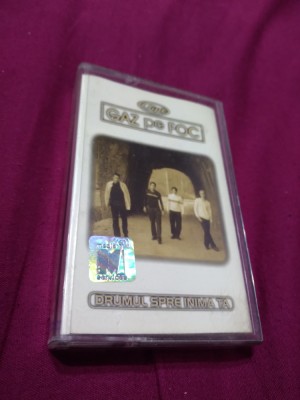 GAZ pe FOC
DRUMUL SPRE INIMA TA